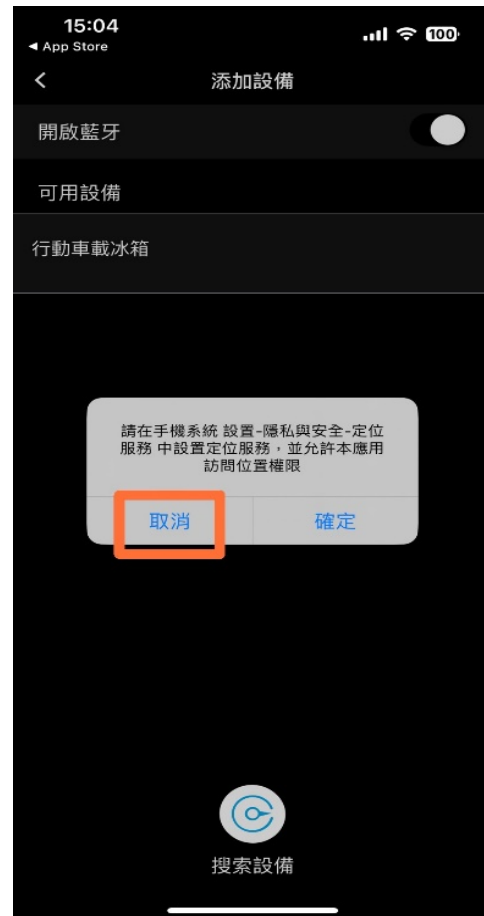 15:04
◀ App Store
100
添加設備
開啟藍牙
可用設備
行動車載冰箱
請在手機系統 設置-隱私與安全-定位
服務 中設置定位服務，並允許本應用
訪問位置權限
取消
確定
搜索設備